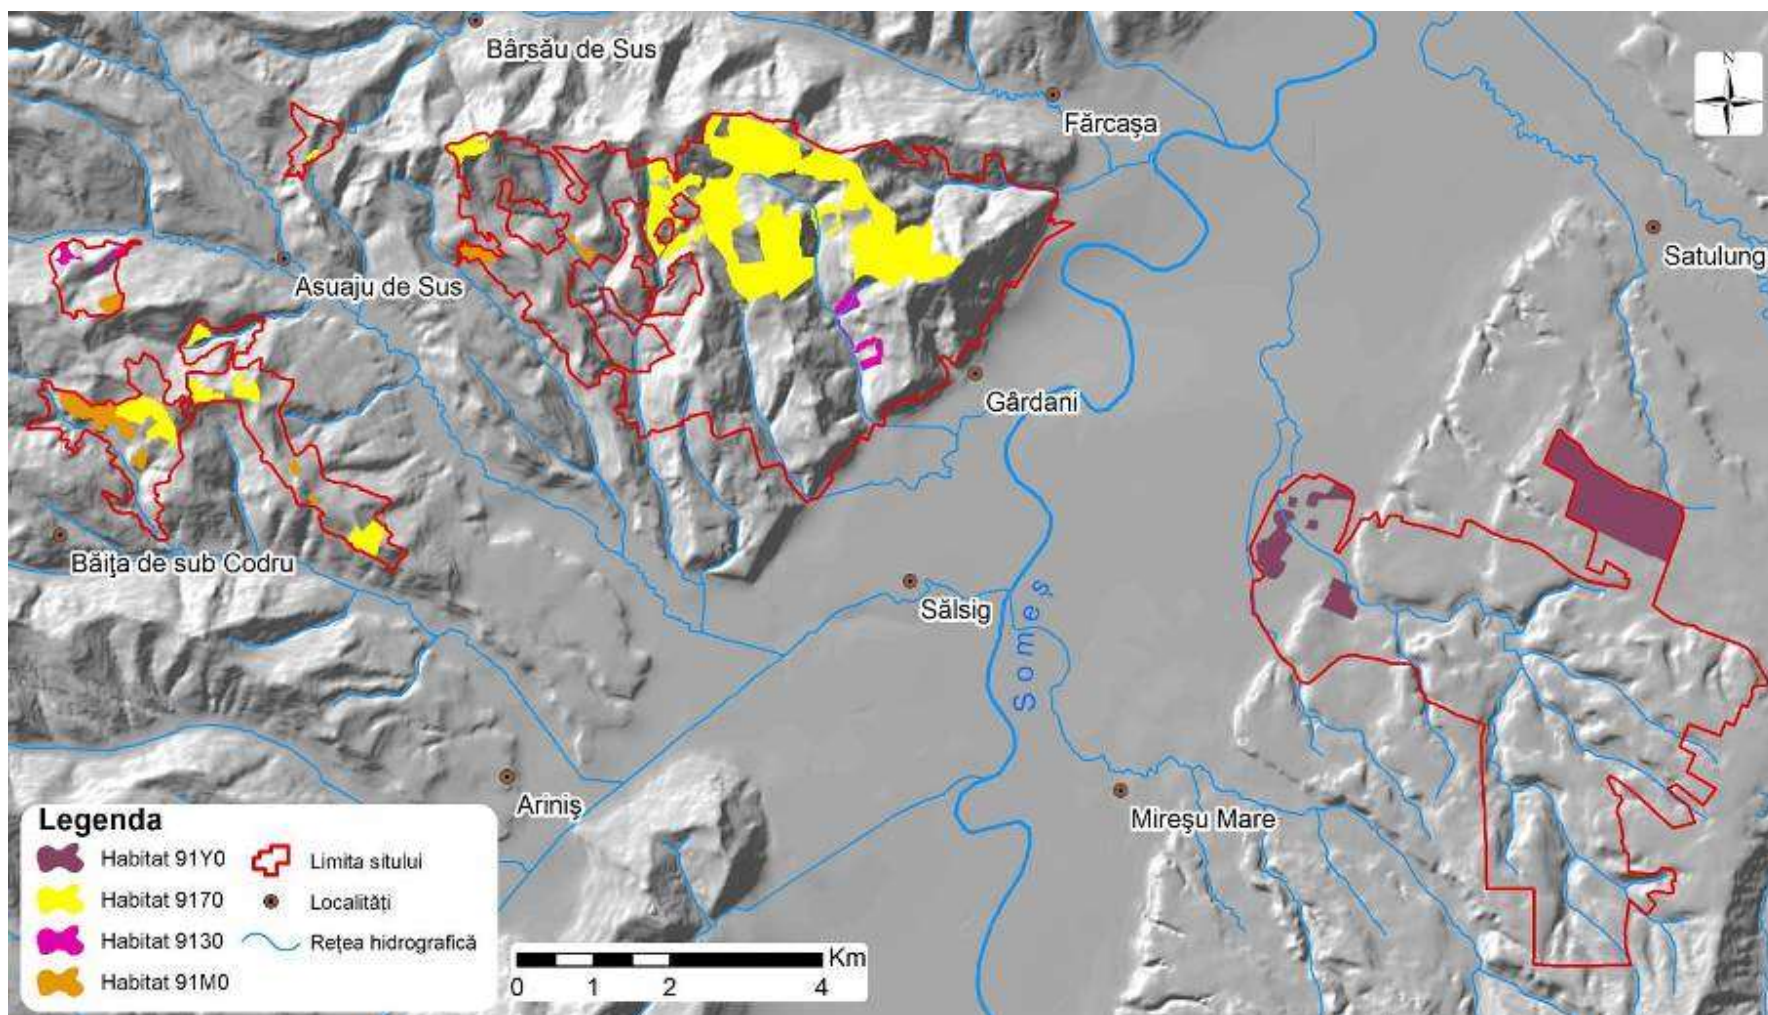 Bârsău de Sus
N
Fărcaşa
Satulung
Asuaju de Sus
Gârdani
Băiţa de sub Codru
Sălsig
Someş
Ariniş
Mireşu Mare
Legenda
Habitat 91Y0
Limita sitului
Habitat 9170
Localităţi
Habitat 9130
Reţea hidrografică
Habitat 91M0
Km
0 1 2 4